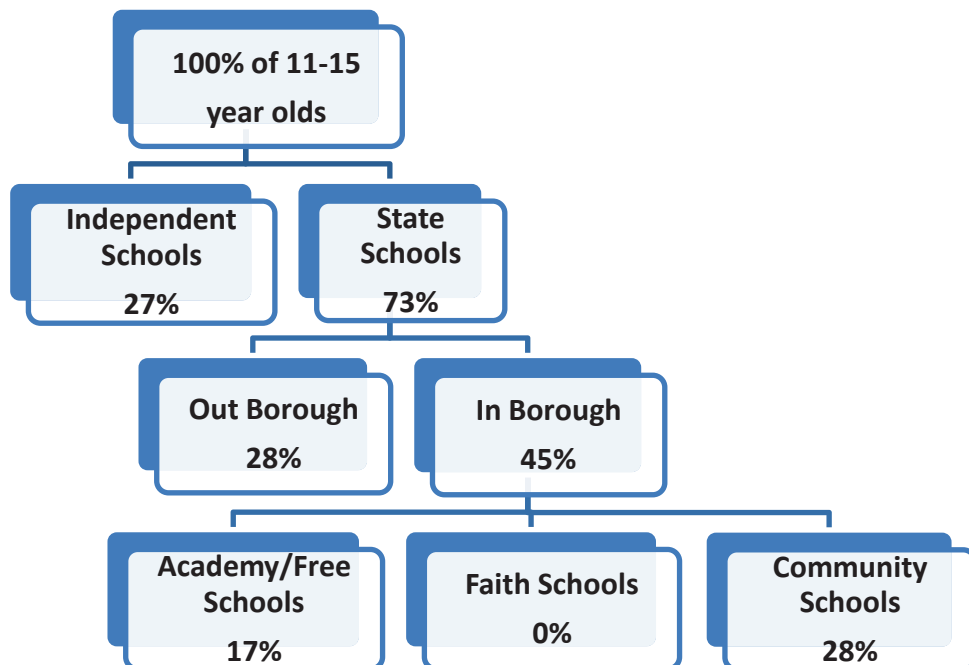 100% of 11-15
year olds
Independent
Schools
27%
State
Schools
73%
Out Borough
28%
In Borough
45%
Academy/Free
Schools
17%
Faith Schools
0%
Community
Schools
28%